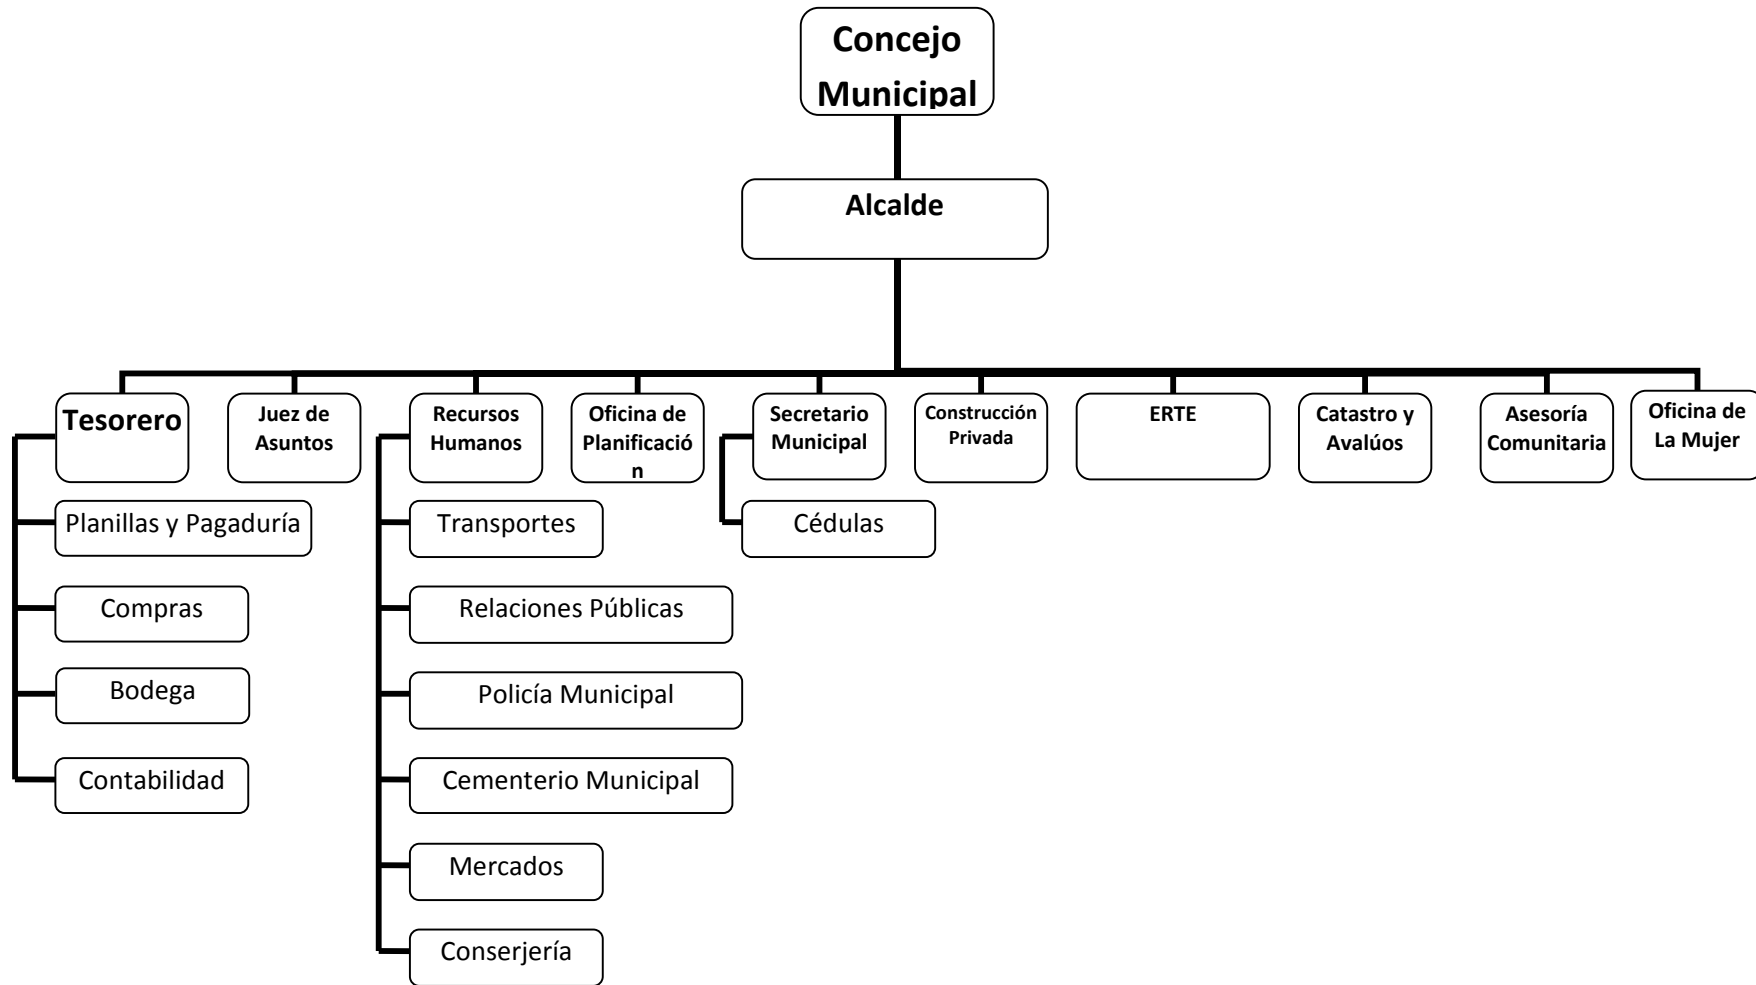 Concejo
Municipal
Alcalde
Tesorero
Juez de
Asuntos
Recursos
Humanos
Oficina de
Planificació
n
Secretario
Municipal
Construcción
Privada
ERTE
Catastro y
Avalúos
Asesoría
Comunitaria
Oficina de
La Mujer
Planillas y Pagaduría
Transportes
Cédulas
Compras
Relaciones Públicas
Bodega
Policía Municipal
Contabilidad
Cementerio Municipal
Mercados
Conserjería